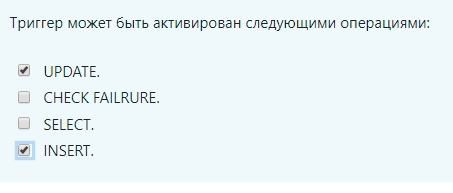 Триггер может быть активирован следующими операциями:
UPDATE.
CHECK FAILRURE.
SELECT.
INSERT.